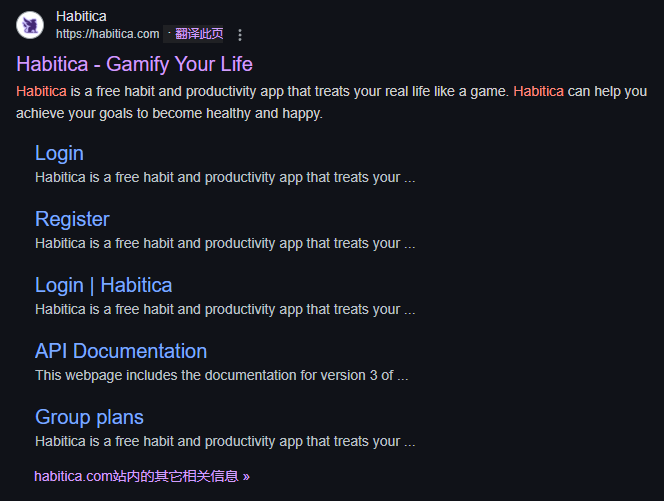 Habitica
https://habitica.com · 翻译此页
Habitica - Gamify Your Life
Habitica is a free habit and productivity app that treats your real life like a game. Habitica can help you
achieve your goals to become healthy and happy.
Login
Habitica is a free habit and productivity app that treats your ...
Register
Habitica is a free habit and productivity app that treats your ...
Login | Habitica
Habitica is a free habit and productivity app that treats your ...
API Documentation
This webpage includes the documentation for version 3 of ...
Group plans
Habitica is a free habit and productivity app that treats your ...
habitica.com站内的其它相关信息 »